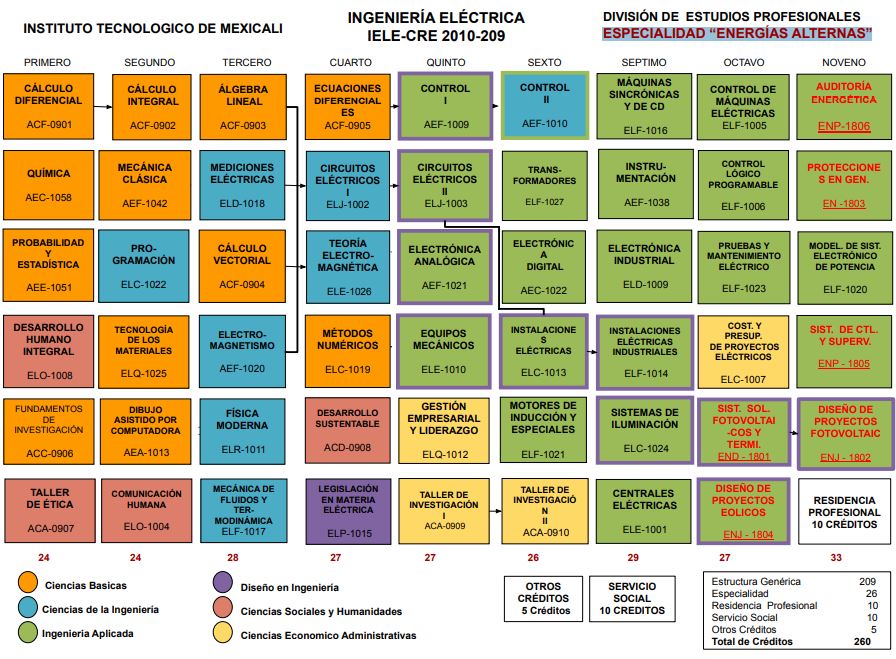 INSTITUTO TECNOLOGICO DE MEXICALI
INGENIERÍA ELÉCTRICA
IELE-CRE 2010-209
DIVISIÓN DE ESTUDIOS PROFESIONALES
ESPECIALIDAD “ENERGÍAS ALTERNAS”
PRIMERO
SEGUNDO
TERCERO
CUARTO
QUINTO
SEXTO
SEPTIMO
OCTAVO
NOVENO
CÁLCULO
DIFERENCIAL
ACF-0901
CÁLCULO
INTEGRAL
ACF-0902
ÁLGEBRA
LINEAL
ACF-0903
ECUACIONES
DIFERENCIAL
ES
ACF-0905
CONTROL
I
AEF-1009
CONTROL
II
AEF-1010
MÁQUINAS
SINCRÓNICAS
Y DE CD
ELF-1016
CONTROL DE
MÁQUINAS
ELÉCTRICAS
ELF-1005
AUDITORÍA
ENERGÉTICA
ENP-1806
QUÍMICA
AEC-1058
MECÁNICA
CLÁSICA
AEF-1042
MEDICIONES
ELÉCTRICAS
ELD-1018
CIRCUITOS
ELÉCTRICOS
I
ELJ-1002
CIRCUITOS
ELÉCTRICOS
II
ELJ-1003
TRANS-
FORMADORES
ELF-1027
INSTRU-
MENTACIÓN
AEF-1038
CONTROL
LÓGICO
PROGRAMABLE
ELF-1006
PROTECCIONE
S EN GEN.
EN -1803
PROBABILIDAD
Y
ESTADÍSTICA
AEE-1051
PRO-
GRAMACIÓN
ELC-1022
CÁLCULO
VECTORIAL
ACF-0904
TEORÍA
ELECTRO-
MAGNÉTICA
ELE-1026
ELECTRÓNICA
ANALÓGICA
AEF-1021
ELECTRÓNIC
A
DIGITAL
AEC-1022
ELECTRÓNICA
INDUSTRIAL
ELD-1009
PRUEBAS Y
MANTENIMIENTO
ELÉCTRICO
ELF-1023
MODEL. DE SIST.
ELECTRÓNICO
DE POTENCIA
ELF-1020
DESARROLLO
HUMANO
INTEGRAL
ELO-1008
TECNOLOGÍA
DE LOS
MATERIALES
ELQ-1025
ELECTRO-
MAGNETISMO
AEF-1020
MÉTODOS
NUMÉRICOS
ELC-1019
EQUIPOS
MECÁNICOS
ELE-1010
INSTALACIONE
S
ELÉCTRICAS
ELC-1013
INSTALACIONES
ELÉCTRICAS
INDUSTRIALES
ELF-1014
COST. Y
PRESUP.
DE PROYECTOS
ELÉCTRICOS
ELC-1007
SIST. DE CTL.
Y SUPERV.
ENP - 1805
FUNDAMENTOS
DE
INVESTIGACIÓN
ACC-0906
DIBUJO
ASISTIDO POR
COMPUTADORA
AEA-1013
FÍSICA
MODERNA
ELR-1011
DESARROLLO
SUSTENTABLE
ACD-0908
GESTIÓN
EMPRESARIAL
Y LIDERAZGO
ELQ-1012
MOTORES DE
INDUCCIÓN Y
ESPECIALES
ELF-1021
SISTEMAS DE
ILUMINACIÓN
ELC-1024
SIST. SOL.
FOTOVOLTAI
-COS Y
TERMI.
END - 1801
DISEÑO DE
PROYECTOS
FOTOVOLTAIC
ENJ - 1802
TALLER
DE ÉTICA
ACA-0907
COMUNICACIÓN
HUMANA
ELO-1004
MECÁNICA DE
FLUIDOS Y
TER-
MODINÁMICA
ELF-1017
LEGISLACIÓN
EN MATERIA
ELÉCTRICA
ELP-1015
TALLER DE
INVESTIGACIÓN
I
ACA-0909
TALLER DE
INVESTIGACIÓ
N
II
ACA-0910
CENTRALES
ELÉCTRICAS
ELE-1001
DISEÑO DE
PROYECTOS
EOLICOS
ENJ - 1804
RESIDENCIA
PROFESIONAL
10 CRÉDITOS
24
24
28
27
27
26
29
27
33
Ciencias Basicas
Ciencias de la Ingeniería
Ingenieria Aplicada
Diseño en Ingeniería
Ciencias Sociales y Humanidades
Ciencias Economico Administrativas
OTROS
CRÉDITOS
5 Créditos
SERVICIO
SOCIAL
10 CREDITOS
Estructura Genérica 209
Especialidad 26
Residencia Profesional 10
Servicio Social 10
Otros Créditos 5
Total de Créditos 260